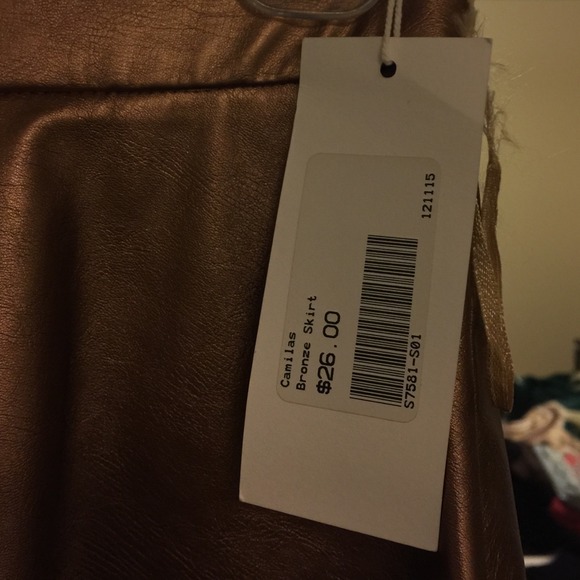 Camilas
Bronze Skirt
$26.00
S7581-S01
121115